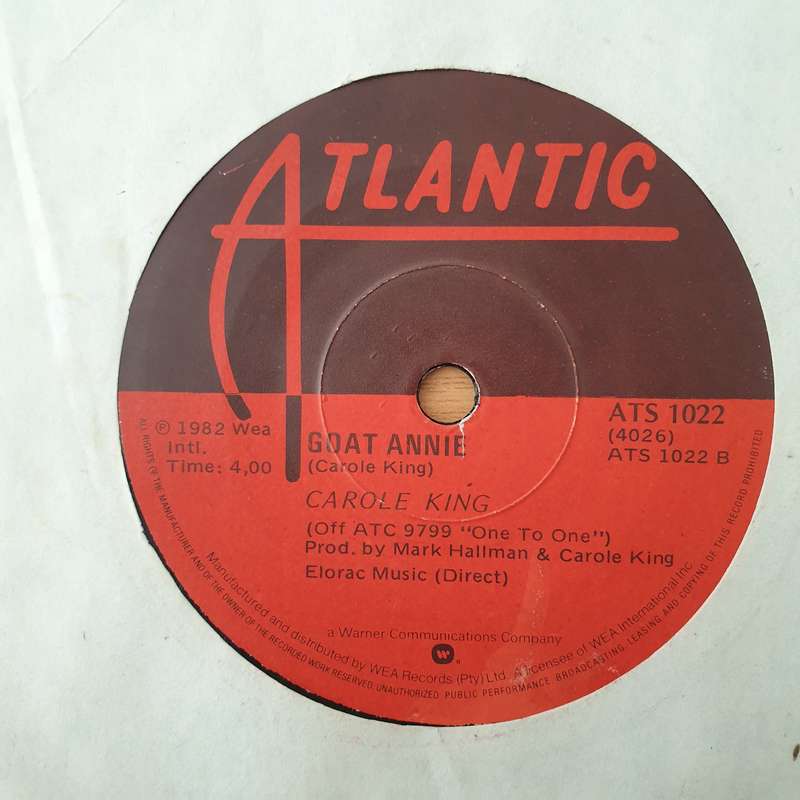 ATLANTIC
℗ 1982 Wea
Intl.
Time: 4,00
GOAT ANNIE
(Carole King)
ATS 1022
(4026)
ATS 1022 B
CAROLE KING
(Off ATC 9799 "One To One")
Prod. by Mark Hallman & Carole King
Elorac Music (Direct)
a Warner Communications Company
W®
Manufactured and distributed by WEA Records (Pty) Ltd. A licensee of WEA International Inc
ALL RIGHTS OF THE MANUFACTURER AND OF THE OWNER OF THE RECORDED WORK RESERVED, UNAUTHORIZED PUBLIC PERFORMANCE BROADCASTING, LEASING AND COPYING OF THIS RECORD PROHIBITED